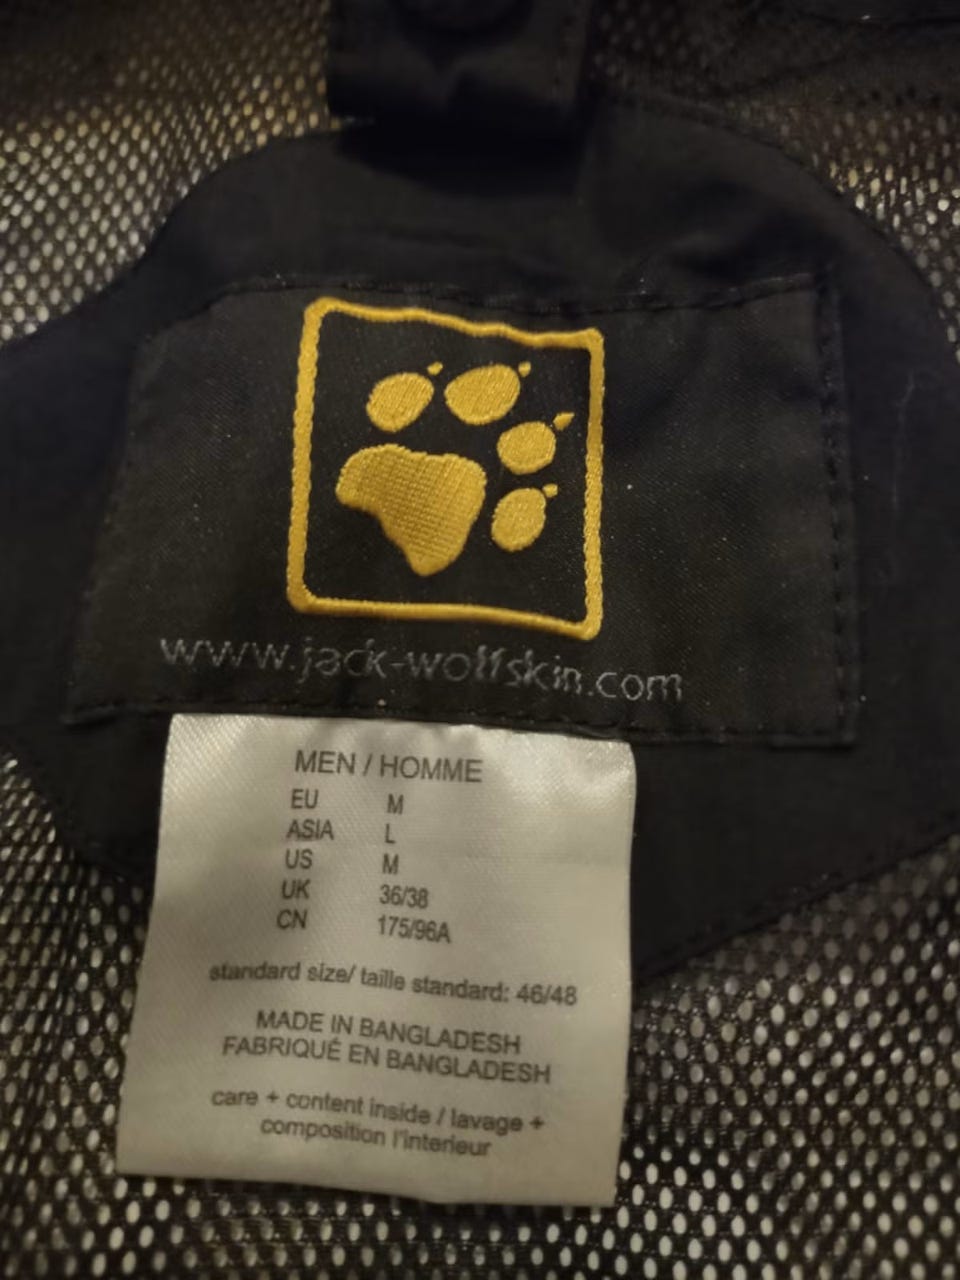 www.jack-wolfskin.com
MEN / HOMME
EU M
ASIA L
US M
UK 36/38
CN 175/96A
standard size/ taille standard: 46/48
MADE IN BANGLADESH
FABRIQUÉ EN BANGLADESH
care + content inside / lavage +
composition l'interieur